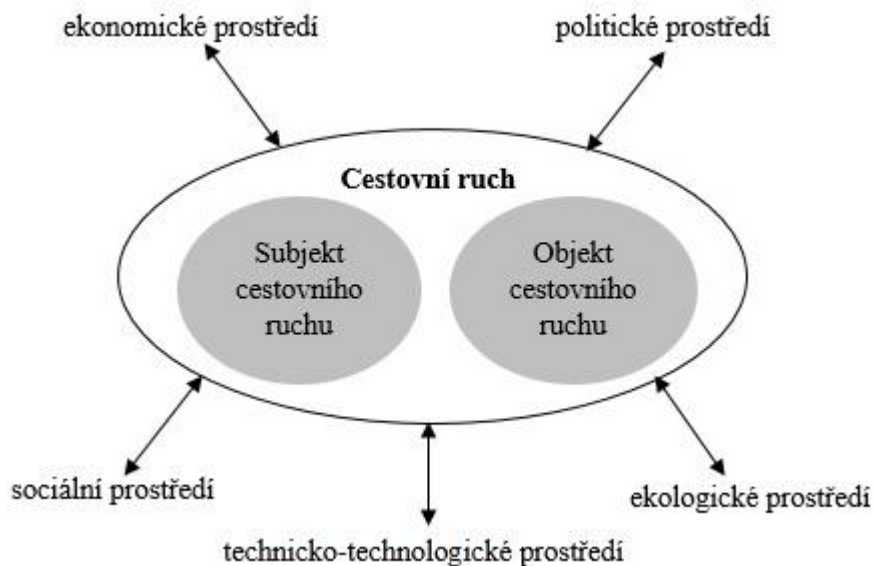 ekonomické prostředí
politické prostředí
Cestovní ruch
Subjekt
cestovního
ruchu
Objekt
cestovního
ruchu
sociální prostředí
ekologické prostředí
technicko-technologické prostředí